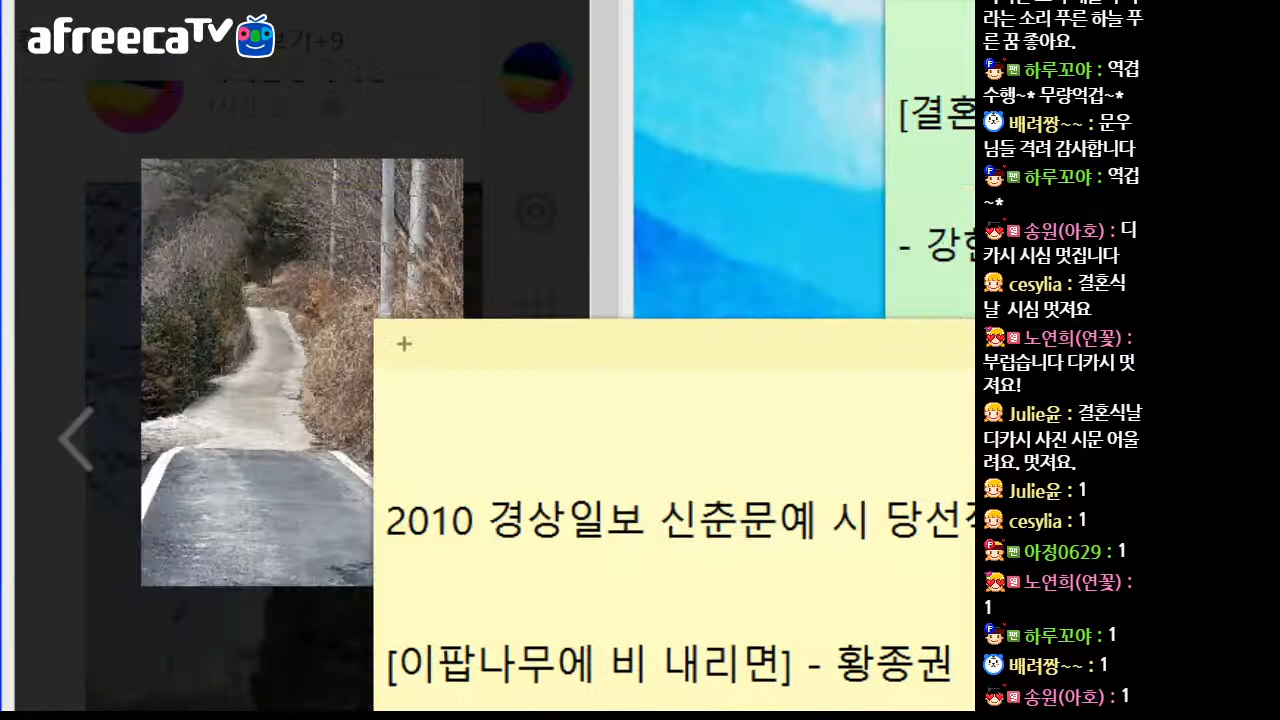 afreecaTV
보기+9
[결혼
- 강현
+
2010 경상일보 신춘문예 시 당선작
[이팝나무에 비 내리면] - 황종권
라는 소리 푸른 하늘 푸
른 꿈 좋아요.
하루꼬야 : 역겁
수행~* 무량억겁~*
배려짱~~ : 문우
님들 격려 감사합니다
하루꼬야 : 역겁
~*
송원(아호) : 디
카시 시심 멋집니다
cesylia : 결혼식
날 시심 멋져요
노연희(연꽃) :
부럽습니다 디카시 멋
져요!
Julie윤 : 결혼식날
디카시 사진 시문 어울
려요. 멋져요.
Julie윤 : 1
cesylia : 1
아정0629 : 1
노연희(연꽃) :
1
하루꼬야 : 1
배려짱~~ : 1
송원(아호) : 1